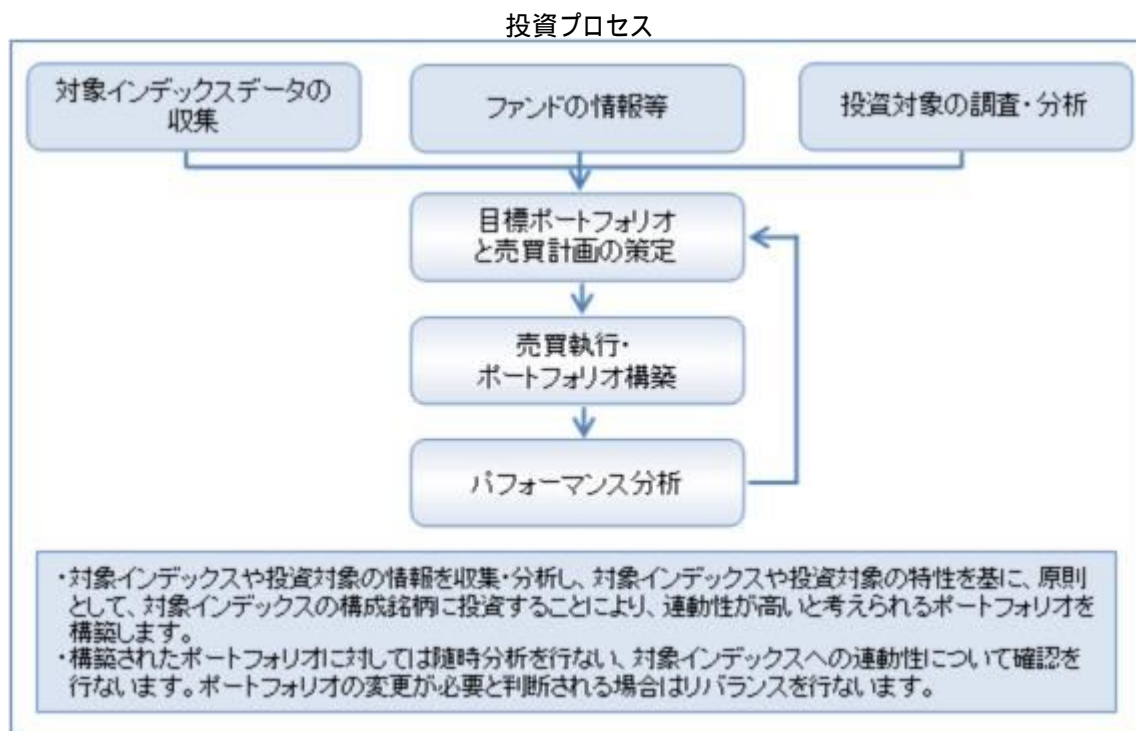 投資プロセス
対象インデックスデータの
収集
ファンドの情報等
投資対象の調査・分析
目標ポートフォリオ
と売買計画の策定
売買執行・
ポートフォリオ構築
パフォーマンス分析
・対象インデックスや投資対象の情報を収集・分析し、対象インデックスや投資対象の特性を基に、原則
として、対象インデックスの構成銘柄に投資することにより、連動性が高いと考えられるポートフォリオを
構築します。
・構築されたポートフォリオに対しては随時分析を行ない、対象インデックスへの連動性について確認を
行ないます。ポートフォリオの変更が必要と判断される場合はリバランスを行ないます。